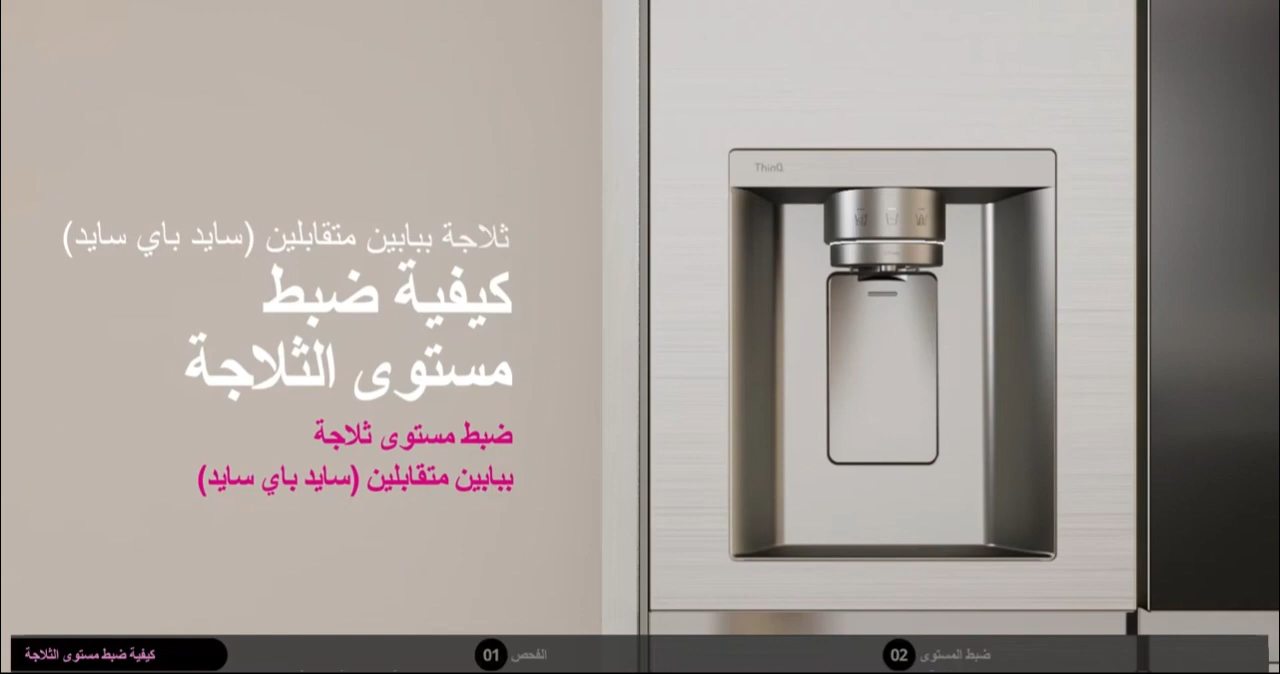 ثلاجة ببابين متقابلين (سايد باي سايد)
كيفية ضبط
مستوى الثلاجة
ضبط مستوى ثلاجة
ببابين متقابلين (سايد باي سايد)
ThinQ
كيفية ضبط مستوى الثلاجة
01 الفحص
02 ضبط المستوى